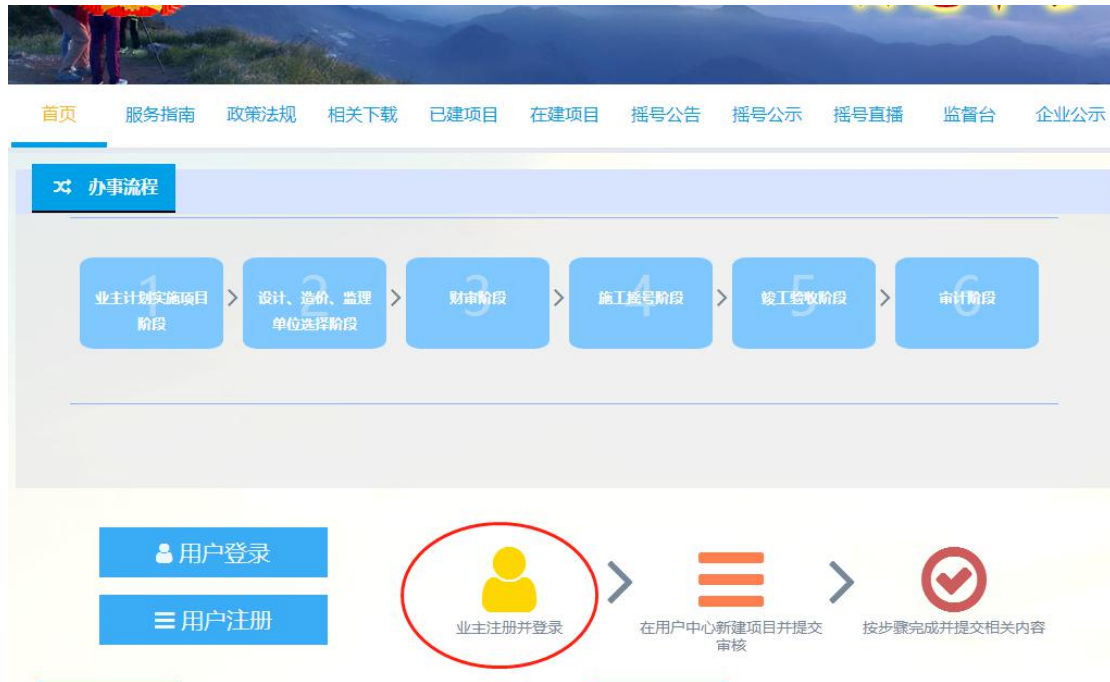 首页 服务指南 政策法规 相关下载 已建项目 在建项目 摇号公告 摇号公示 摇号直播 监督台 企业公示
办事流程
1 2 3 4 5 6
业主计划实施项目 设计、造价、监理 财审阶段 施工摇号阶段 竣工验收阶段 审计阶段
阶段 单位选择阶段
用户登录
用户注册
业主注册并登录 在用户中心新建项目并提交 按步骤完成并提交相关内容
审核